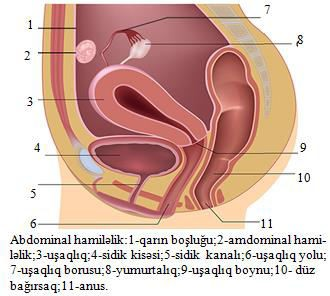 1
7
8
2
3
4
9
5
10
6
11
Abdominal hamiləlik:1-qarın boşluğu;2-amdominal hami-
ləlik;3-uşaqlıq;4-sidik kisəsi;5-sidik kanalı;6-uşaqlıq yolu;
7-uşaqlıq borusu;8-yumurtalıq;9-uşaqlıq boynu;10- düz
bağırsaq;11-anus.